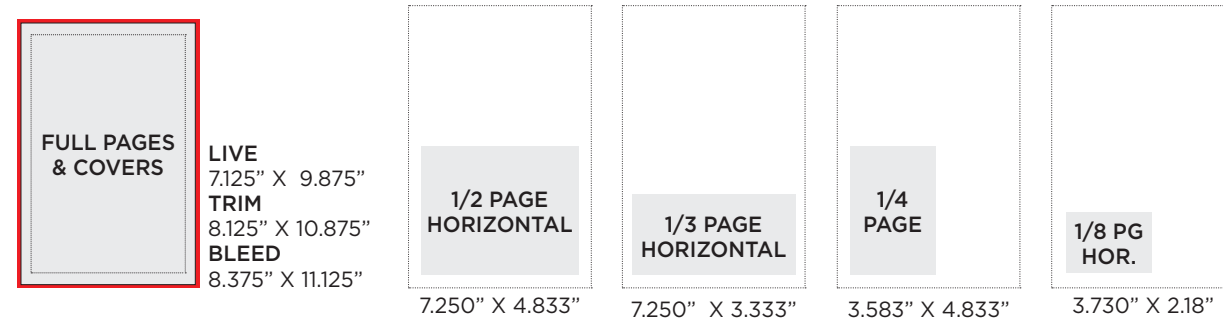 FULL PAGES
& COVERS
LIVE
7.125” X 9.875”
TRIM
8.125” X 10.875”
BLEED
8.375” X 11.125”
1/2 PAGE
HORIZONTAL
7.250” X 4.833”
1/3 PAGE
HORIZONTAL
7.250” X 3.333”
1/4
PAGE
3.583” X 4.833”
1/8 PG
HOR.
3.730” X 2.18”